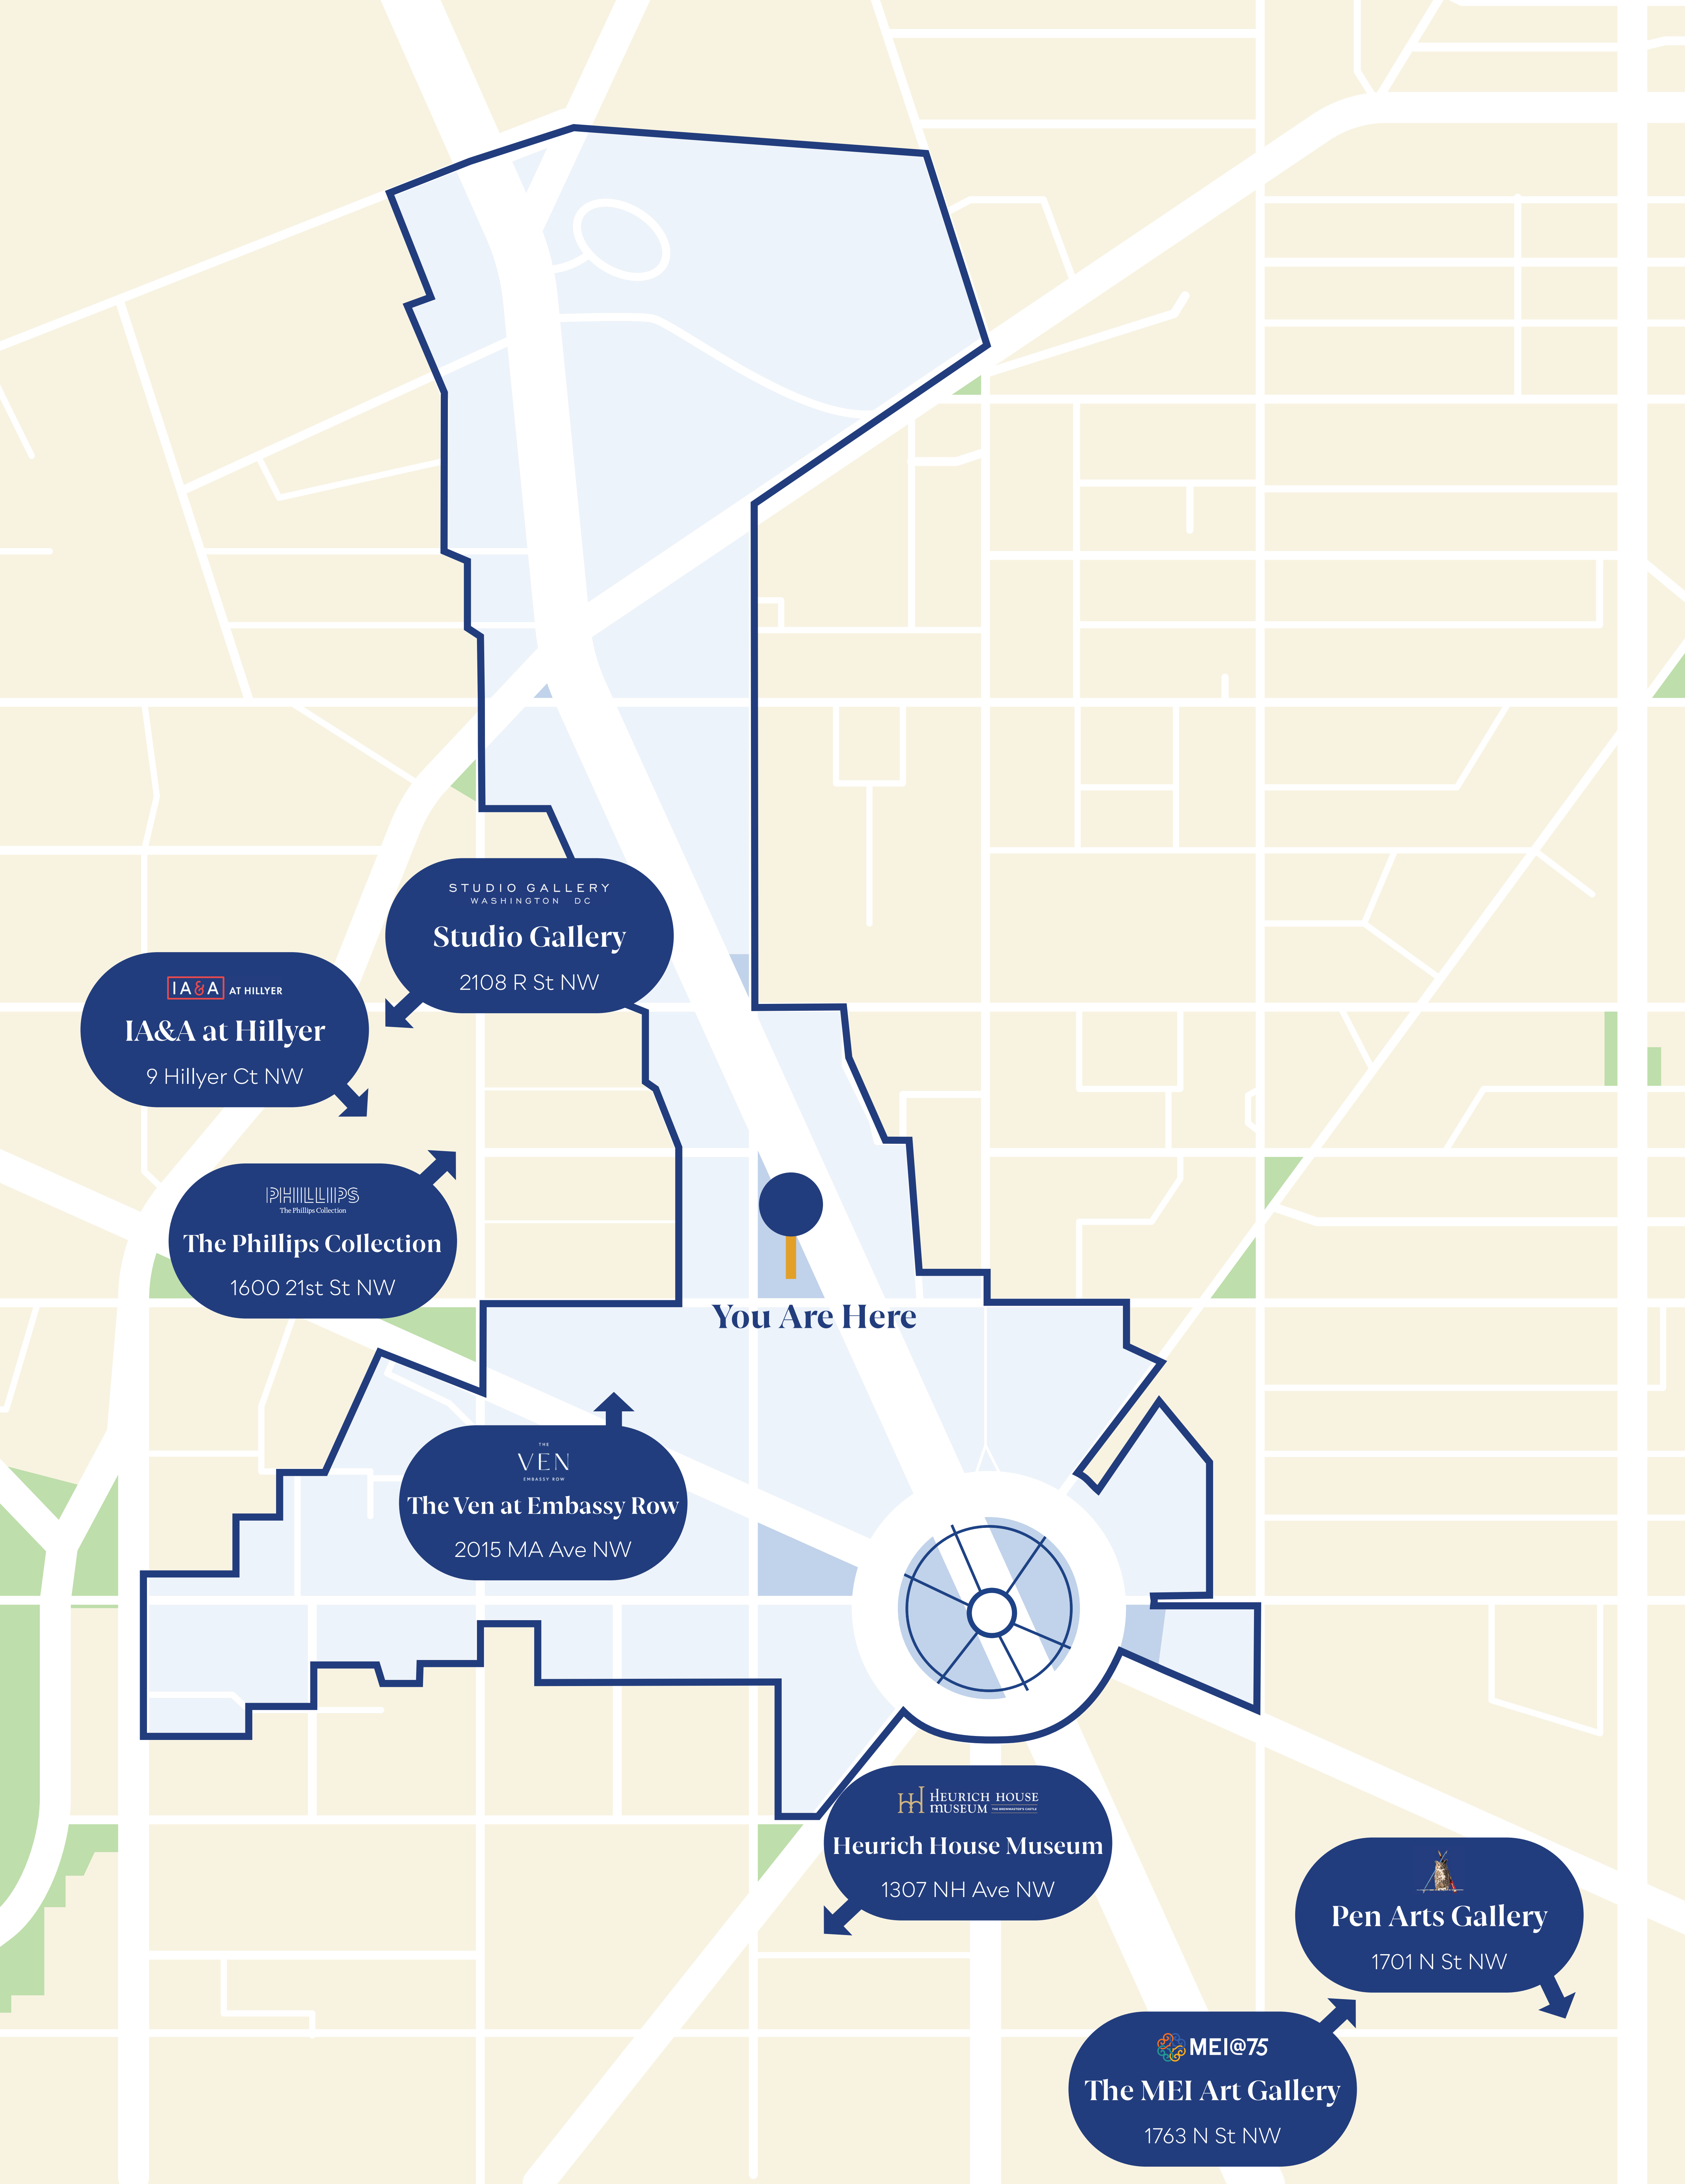 STUDIO GALLERY
WASHINGTON DC
Studio Gallery
2108 R St NW
IA&A AT HILLYER
IA&A at Hillyer
9 Hillyer Ct NW
PHILLIPS
The Phillips Collection
The Phillips Collection
1600 21st St NW
You Are Here
THE
VEN
EMBASSY ROW
The Ven at Embassy Row
2015 MA Ave NW
HEURICH HOUSE
MUSEUM THE BREWMASTER'S CASTLE
Heurich House Museum
1307 NH Ave NW
Pen Arts Gallery
1701 N St NW
MEI@75
The MEI Art Gallery
1763 N St NW